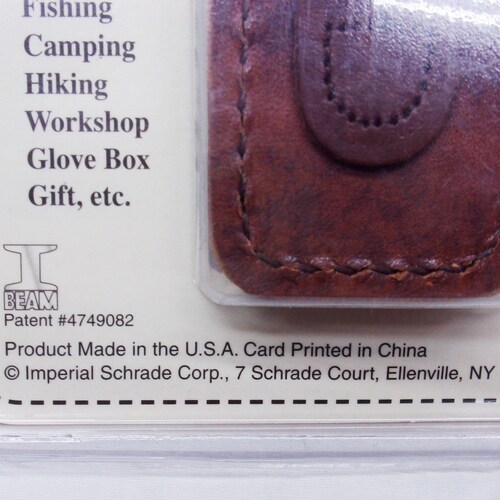 Fishing
Camping
Hiking
Workshop
Glove Box
Gift, etc.
I
BEAM
Patent #4749082
Product Made in the U.S.A. Card Printed in China
© Imperial Schrade Corp., 7 Schrade Court, Ellenville, NY